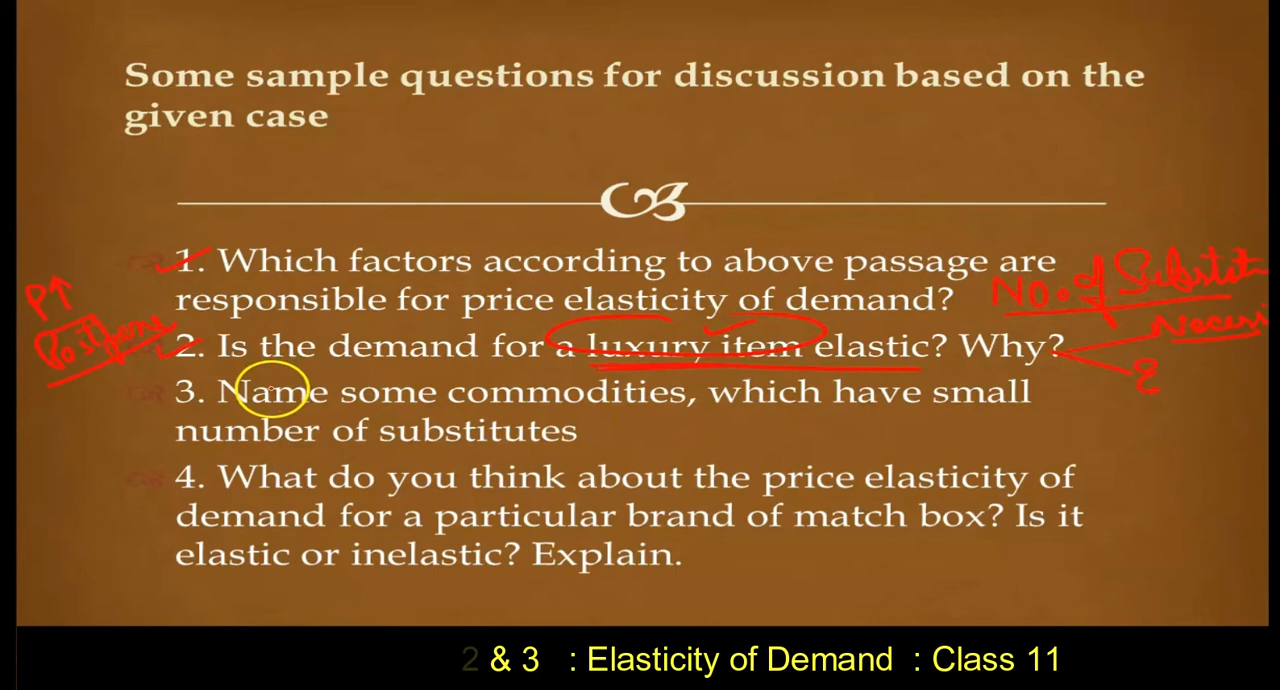 Some sample questions for discussion based on the
given case
1. Which factors according to above passage are
responsible for price elasticity of demand? No. of Substit
P↑
Postpone
2. Is the demand for a luxury item elastic? Why? Necessi
3. Name some commodities, which have small
number of substitutes
4. What do you think about the price elasticity of
demand for a particular brand of match box? Is it
elastic or inelastic? Explain.
2 & 3 : Elasticity of Demand : Class 11